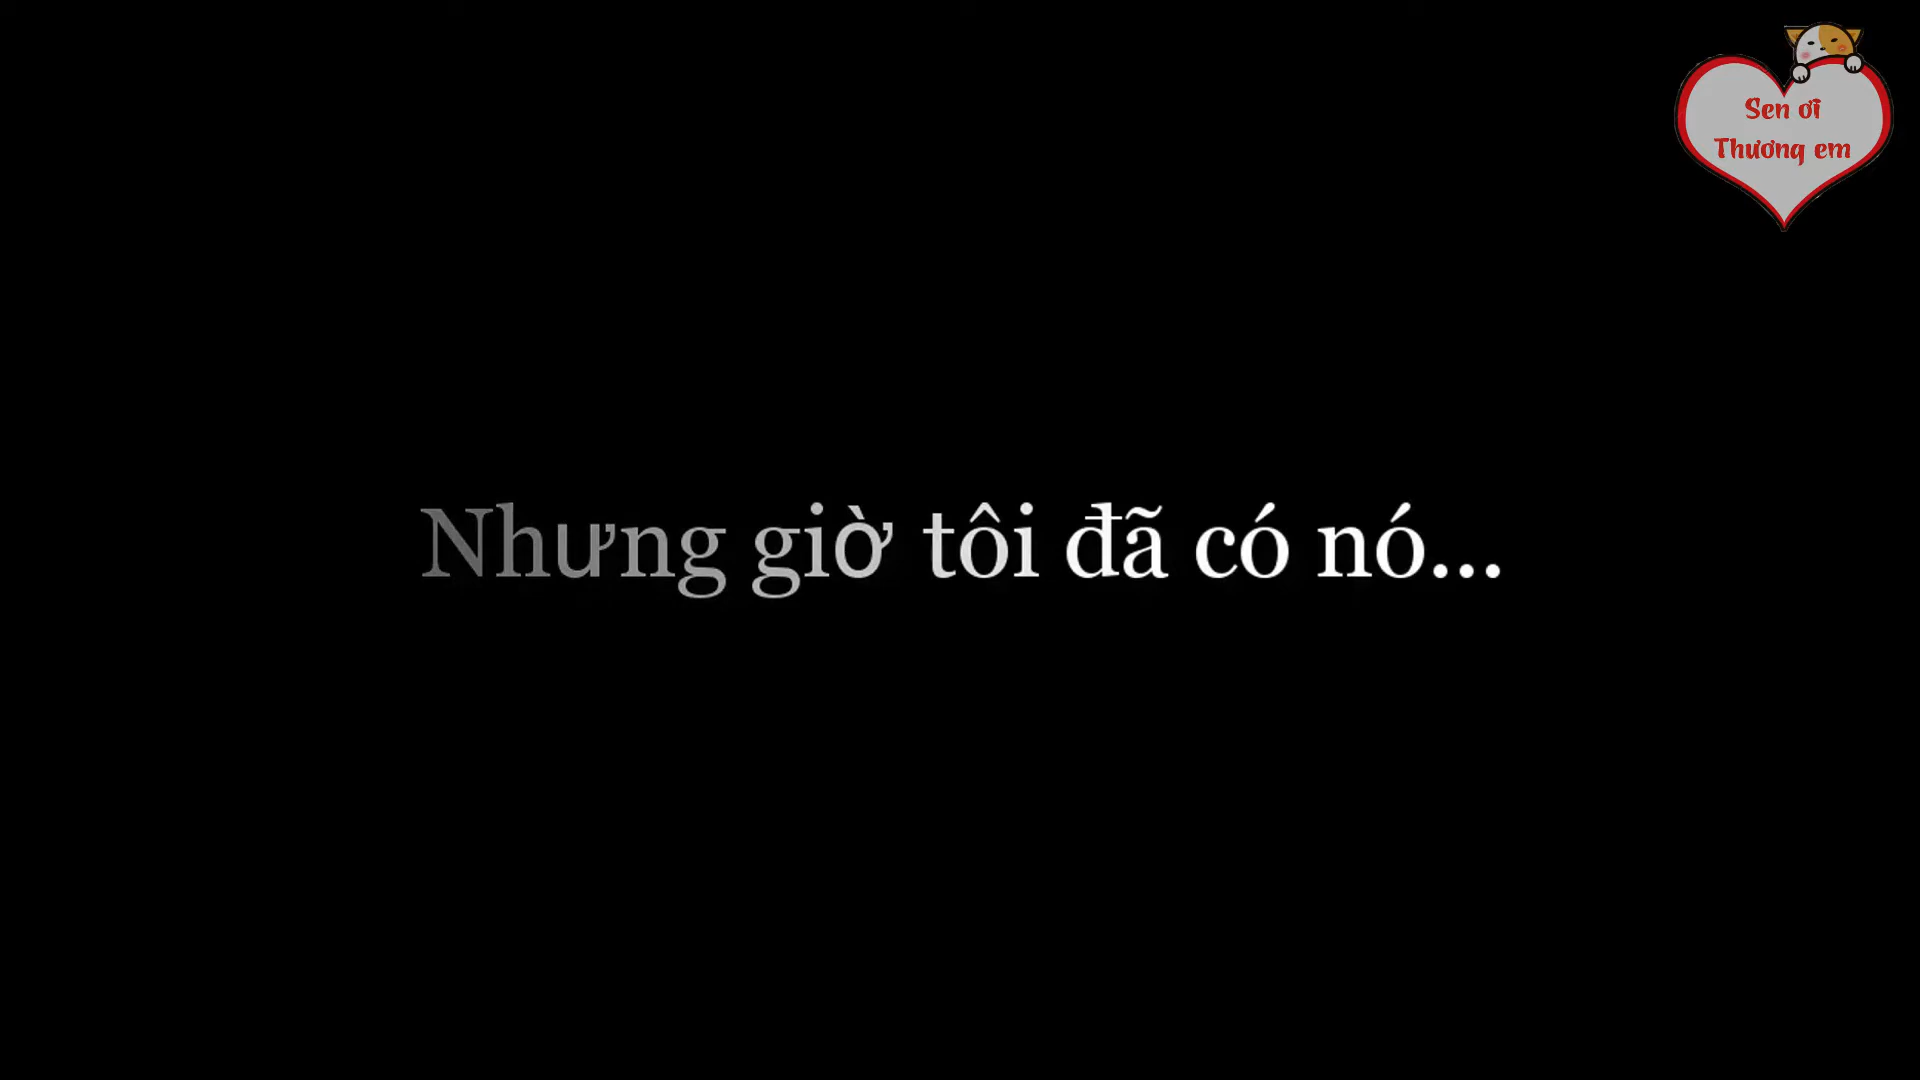 Sen ơi
Thương em
Nhưng giờ tôi đã có nó...